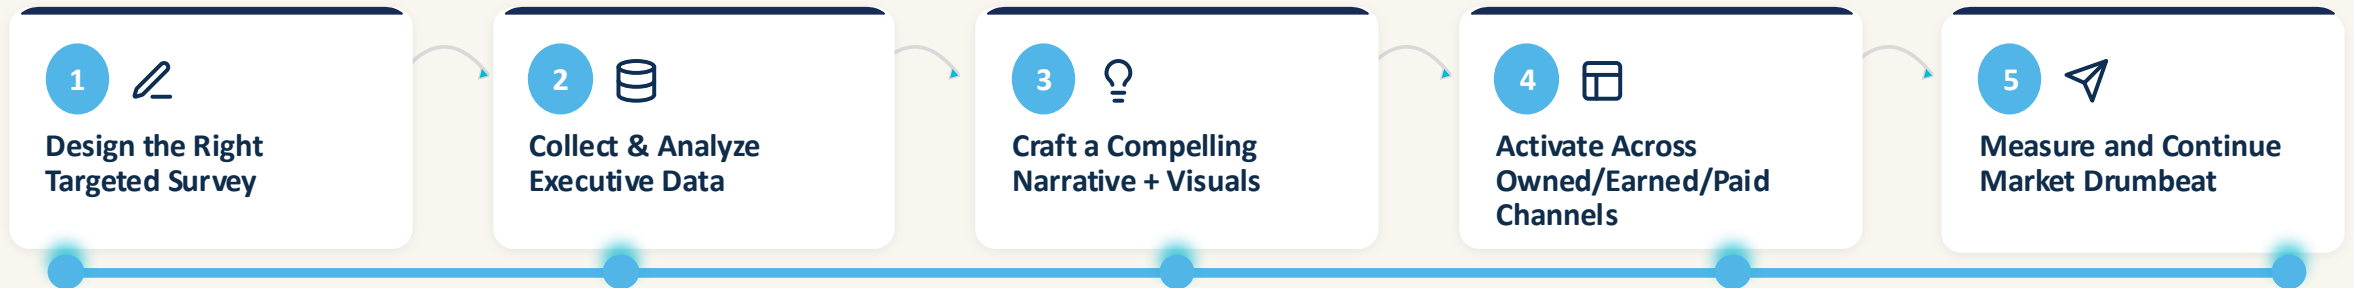 1
Design the Right
Targeted Survey
2
Collect & Analyze
Executive Data
3
Craft a Compelling
Narrative + Visuals
4
Activate Across
Owned/Earned/Paid
Channels
5
Measure and Continue
Market Drumbeat